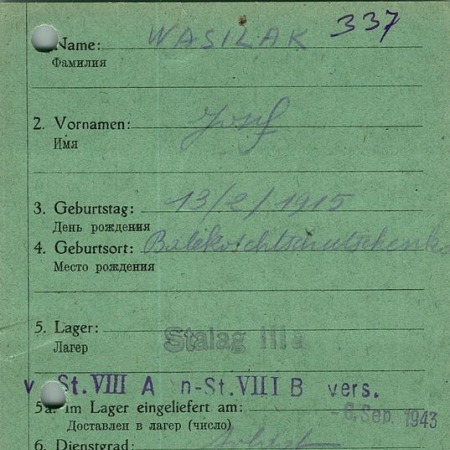 337
Name: WASILAK
Фамилия
2. Vornamen: Josef
Имя
3. Geburtstag: 13/2/1915
День рождения
4. Geburtsort:
Место рождения
5. Lager: Stalag III a
Лагер
v St. VIII A n-St. VIII B vers.
5a. im Lager eingeliefert am: - 6. Sep. 1943
Доставлен в лагер (число)
6. Dienstgrad: